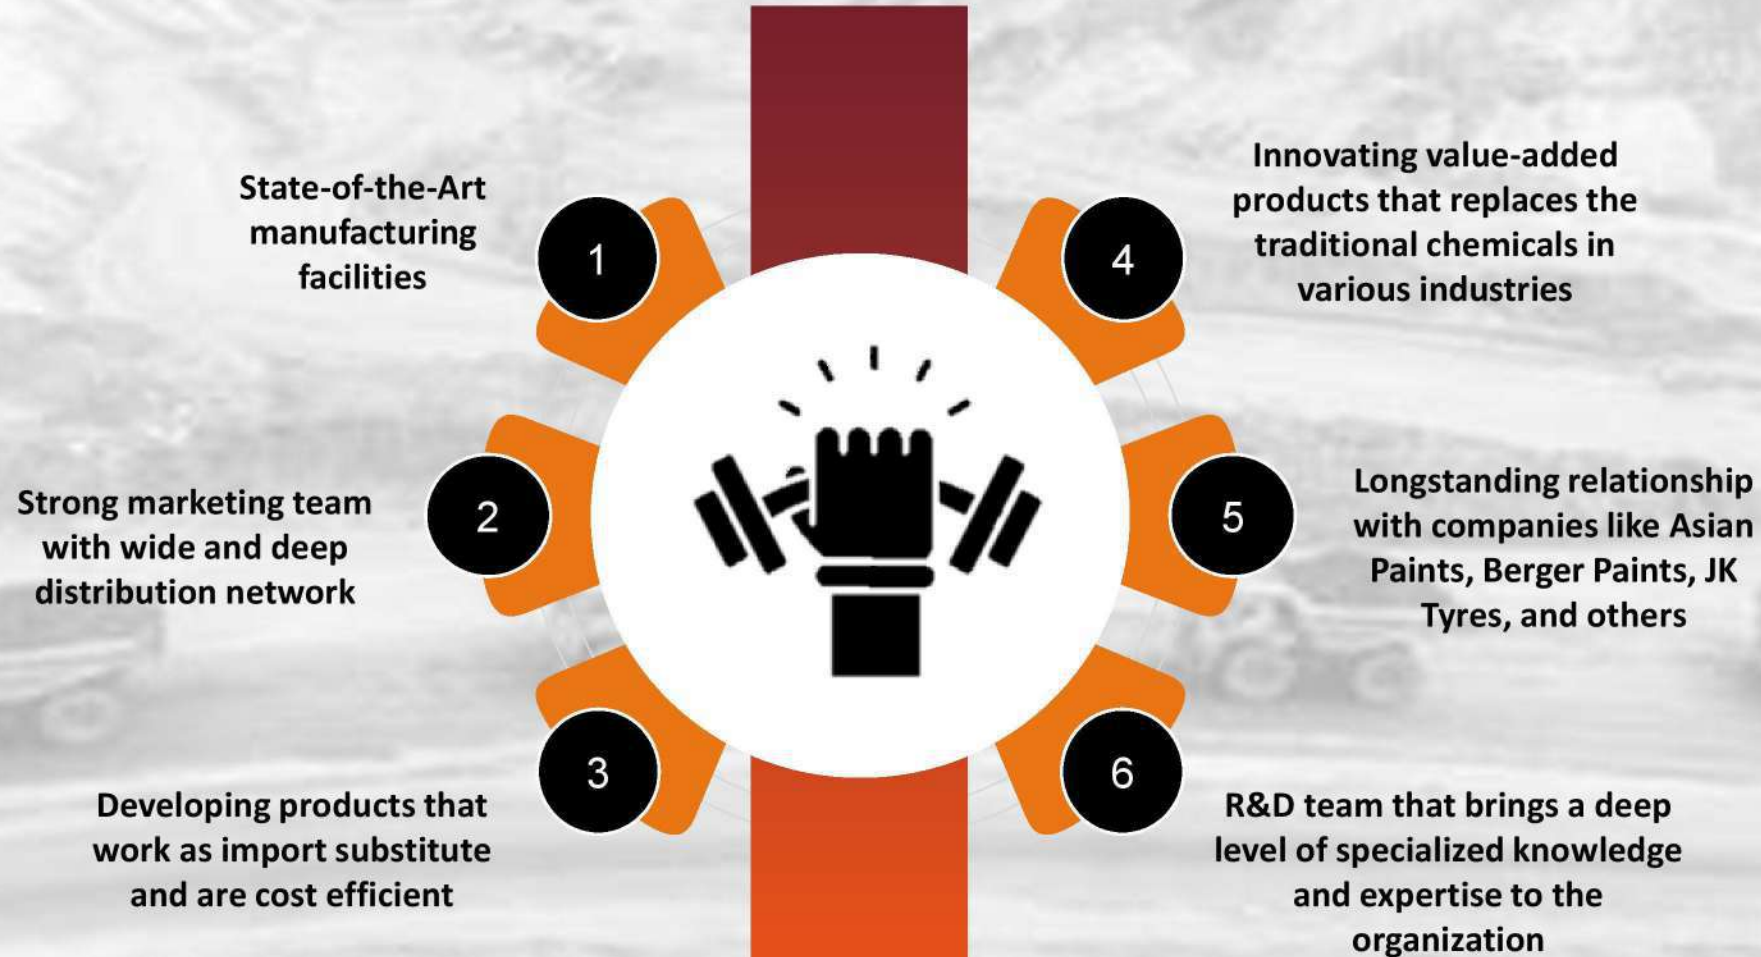 State-of-the-Art
manufacturing
facilities
1
Strong marketing team
with wide and deep
distribution network
2
Developing products that
work as import substitute
and are cost efficient
3
Innovating value-added
products that replaces the
traditional chemicals in
various industries
4
Longstanding relationship
with companies like Asian
Paints, Berger Paints, JK
Tyres, and others
5
R&D team that brings a deep
level of specialized knowledge
and expertise to the
organization
6